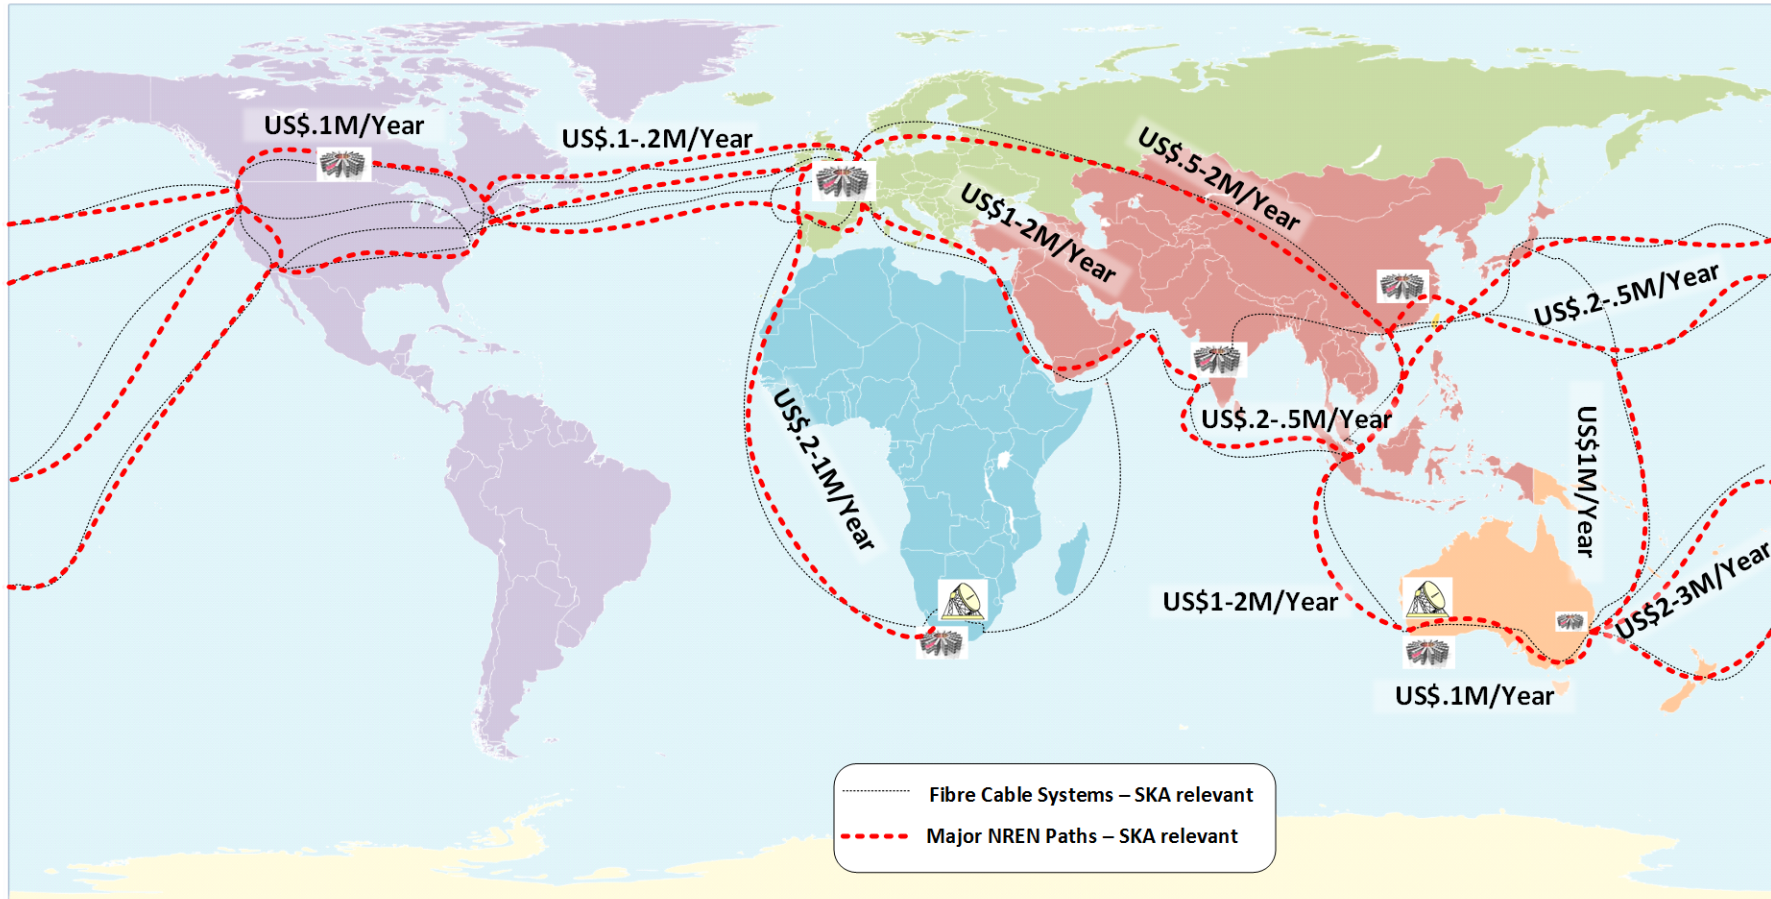 US$.1M/Year
US$.1-.2M/Year
US$.5-2M/Year
US$1-2M/Year
US$.2-.5M/Year
US$.2-.5M/Year
US$.2-1M/Year
US$1M/Year
US$1-2M/Year
US$2-3M/Year
US$.1M/Year
Fibre Cable Systems – SKA relevant
Major NREN Paths – SKA relevant